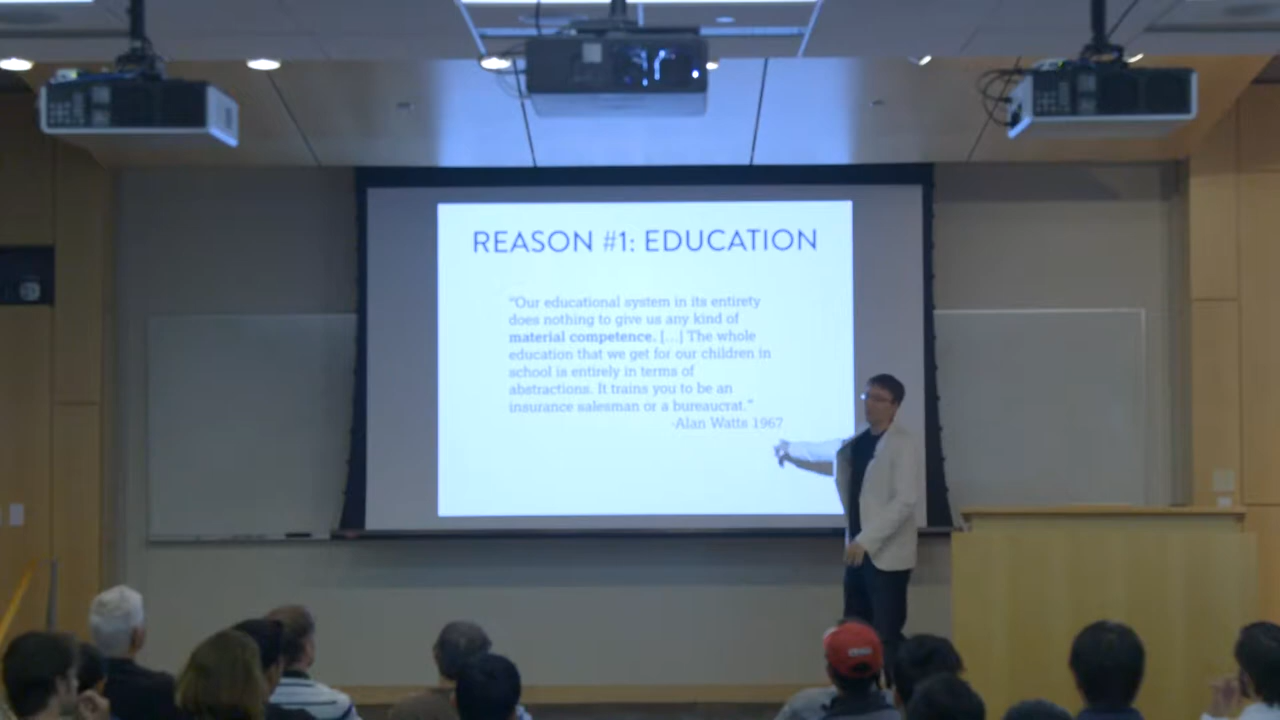 REASON #1: EDUCATION
“Our educational system in its entirety
does nothing to give us any kind of
material competence. [...] The whole
education that we get for our children in
school is entirely in terms of
abstractions. It trains you to be an
insurance salesman or a bureaucrat.”
-Alan Watts 1967